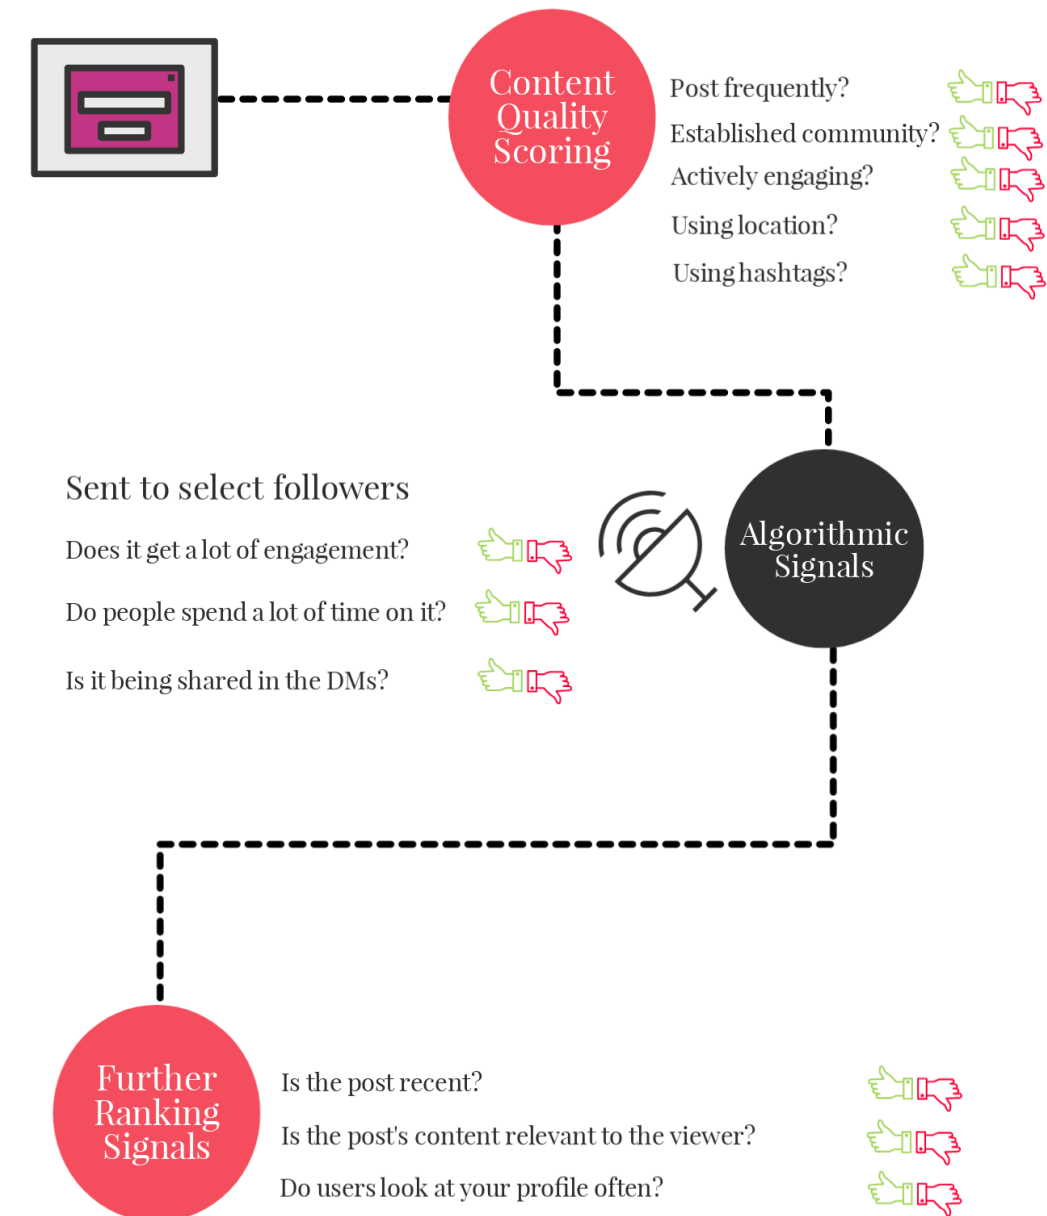 Content
Quality
Scoring
Post frequently?
Established community?
Actively engaging?
Using location?
Using hashtags?
Sent to select followers
Does it get a lot of engagement?
Do people spend a lot of time on it?
Is it being shared in the DMs?
Algorithmic
Signals
Further
Ranking
Signals
Is the post recent?
Is the post's content relevant to the viewer?
Do users look at your profile often?